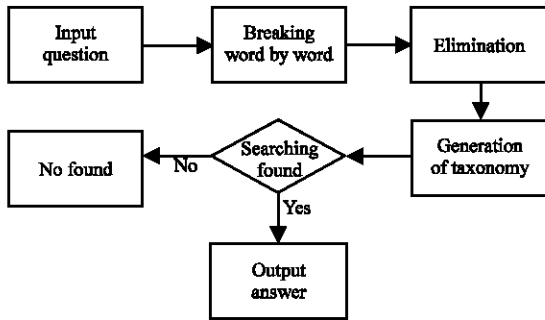 Input
question
Breaking
word by word
Elimination
No found
No
Searching
found
Generation
of taxonomy
Yes
Output
answer